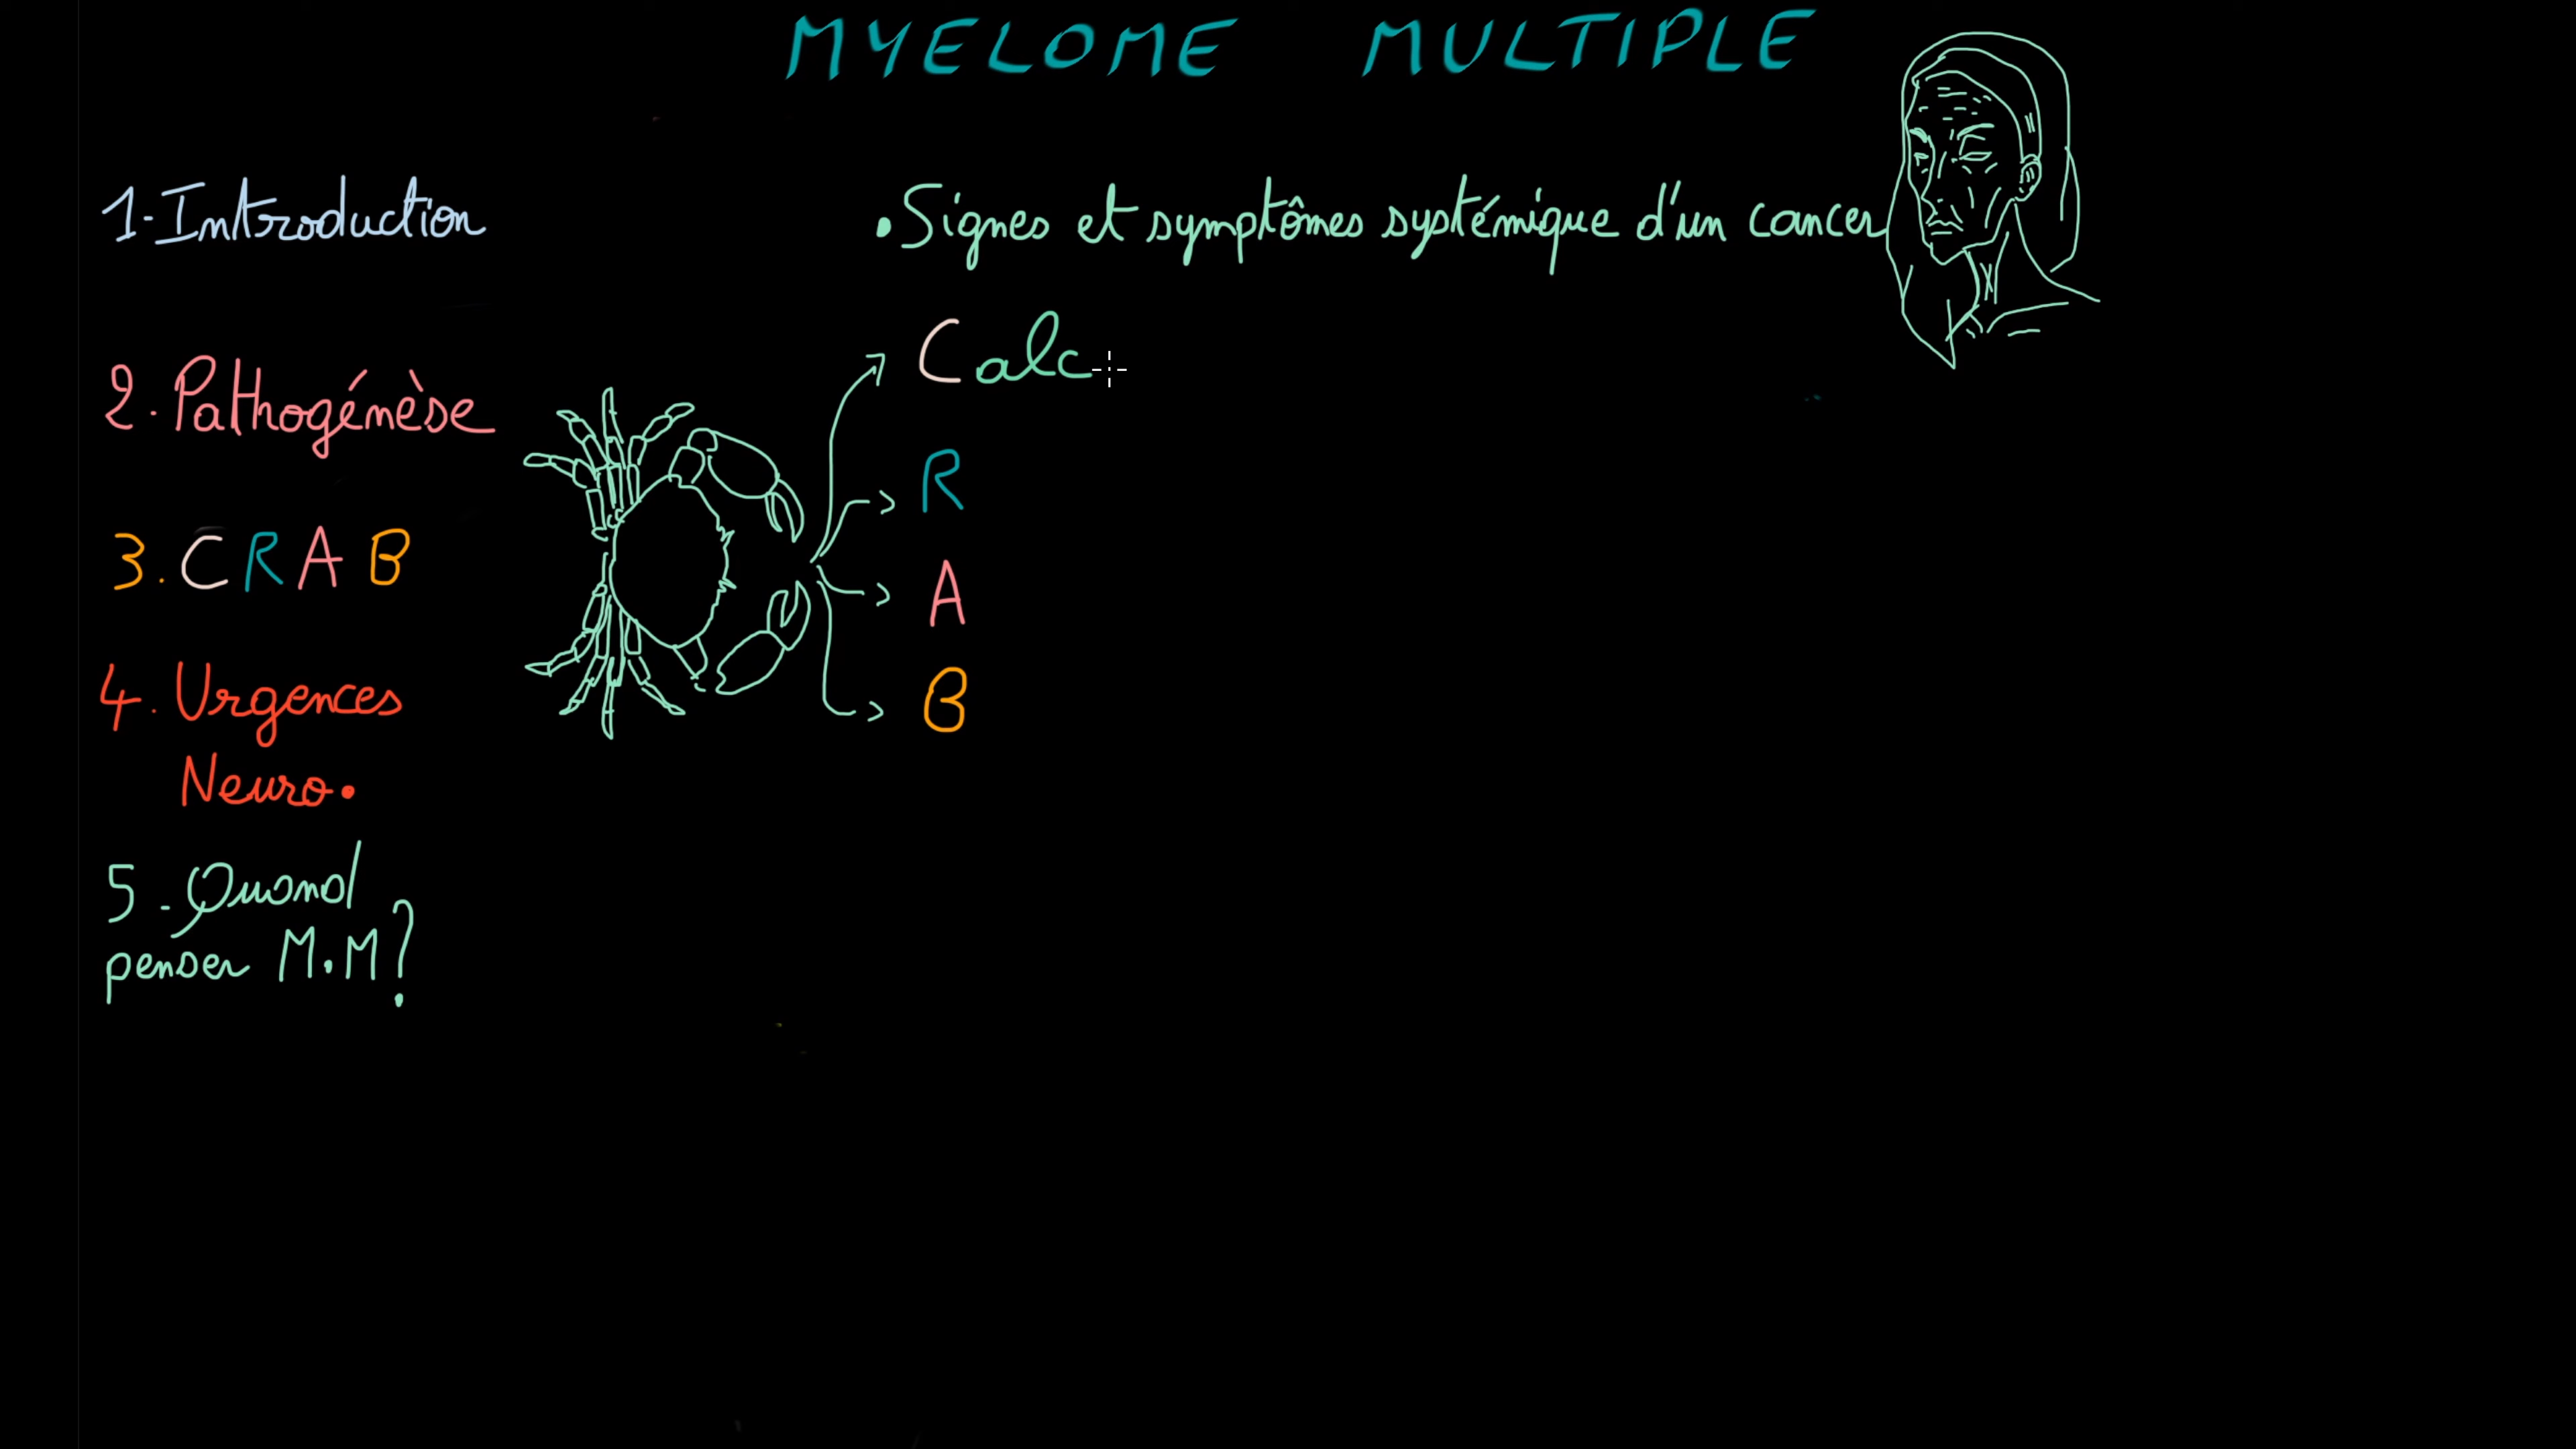 MYELOME MULTIPLE
1-Introduction
2.Pathogénèse
3.CRAB
4.Urgences
Neuro.
5-Quand
penser M.M?
.Signes et symptômes systémique d'un cancer
Calc
R
A
B